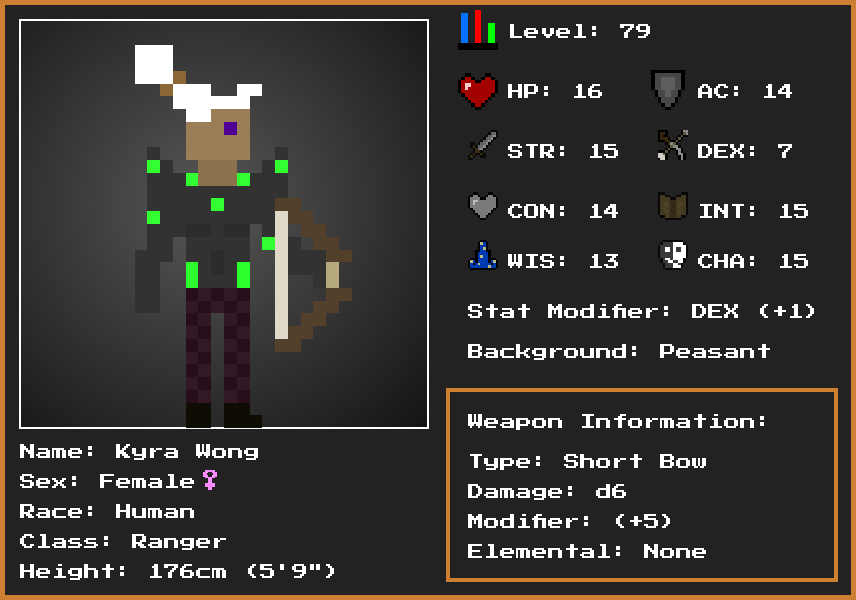 Level: 79
HP: 16 AC: 14
STR: 15 DEX: 7
CON: 14 INT: 15
WIS: 13 CHA: 15
Stat Modifier: DEX (+1)
Background: Peasant
Weapon Information:
Type: Short Bow
Damage: d6
Modifier: (+5)
Elemental: None
Name: Kyra Wong
Sex: Female♀
Race: Human
Class: Ranger
Height: 176cm (5'9")